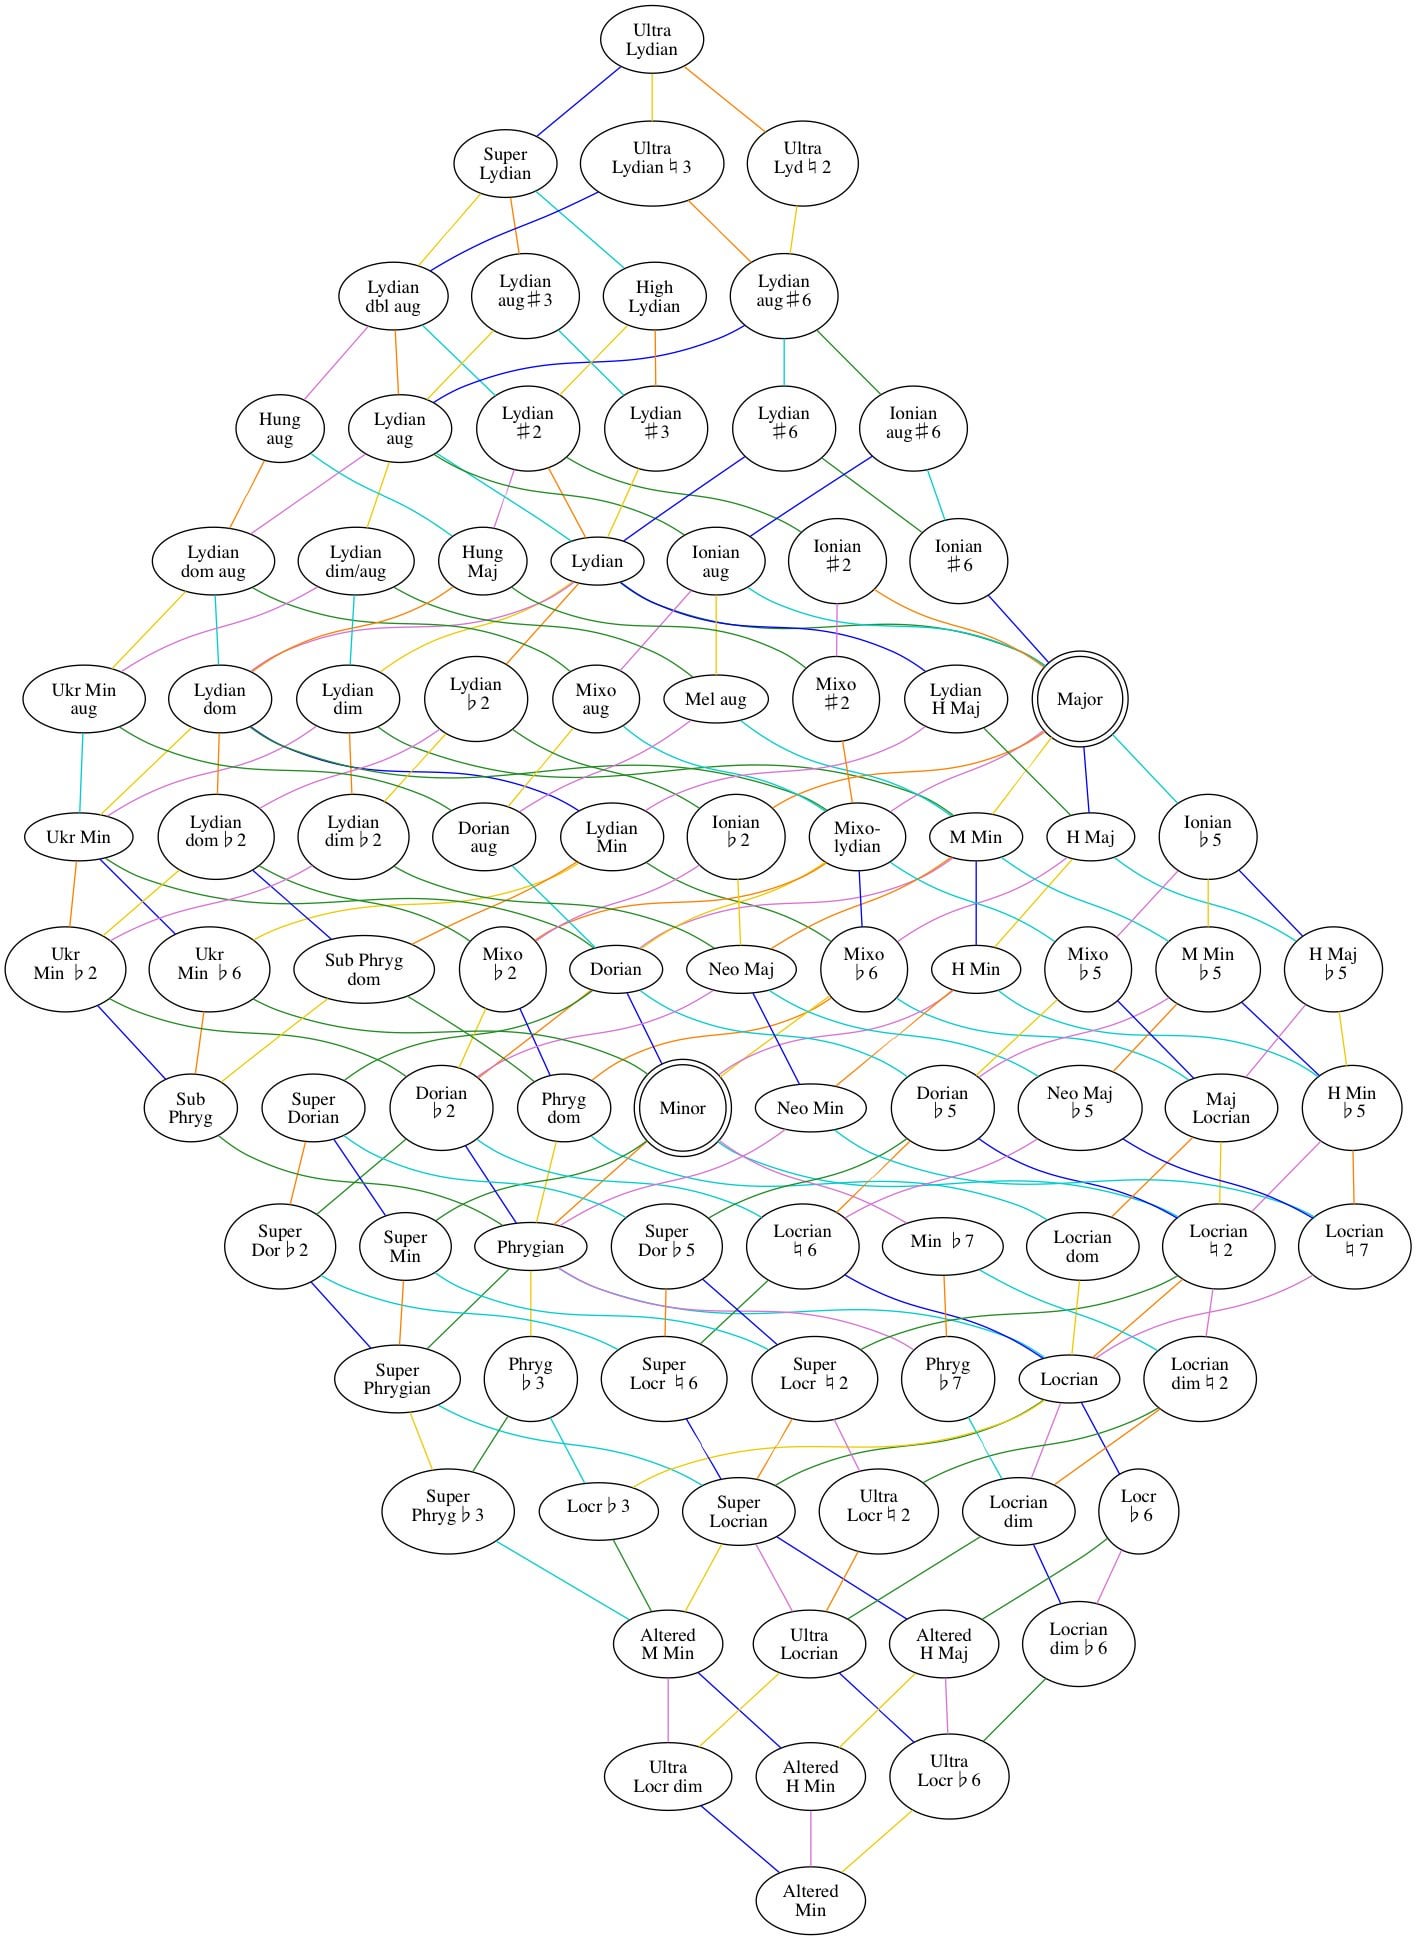 Ultra
Lydian
Super
Lydian
Ultra
Lydian ♮ 3
Ultra
Lyd ♮ 2
Lydian
dbl aug
Lydian
aug♯3
High
Lydian
Lydian
aug♯6
Hung
aug
Lydian
aug
Lydian
♯2
Lydian
♯3
Lydian
♯6
Ionian
aug♯6
Lydian
dom aug
Lydian
dim/aug
Hung
Maj
Lydian
Ionian
aug
Ionian
♯2
Ionian
♯6
Ukr Min
aug
Lydian
dom
Lydian
dim
Lydian
♭2
Mixo
aug
Mel aug
Mixo
♯2
Lydian
H Maj
Major
Ukr Min
Lydian
dom ♭2
Lydian
dim ♭2
Dorian
aug
Lydian
Min
Ionian
♭2
Mixo-
lydian
M Min
H Maj
Ionian
♭5
Ukr
Min ♭2
Ukr
Min ♭6
Sub Phryg
dom
Mixo
♭2
Dorian
Neo Maj
Mixo
♭6
H Min
Mixo
♭5
M Min
♭5
H Maj
♭5
Sub
Phryg
Super
Dorian
Dorian
♭2
Phryg
dom
Minor
Neo Min
Dorian
♭5
Neo Maj
♭5
Maj
Locrian
H Min
♭5
Super
Dor ♭2
Super
Min
Phrygian
Super
Dor ♭5
Locrian
♮6
Min ♭7
Locrian
dom
Locrian
♮2
Locrian
♮7
Super
Phrygian
Phryg
♭3
Super
Locr ♮6
Super
Locr ♮2
Phryg
♭7
Locrian
Locrian
dim ♮2
Super
Phryg ♭3
Locr ♭3
Super
Locrian
Ultra
Locr ♮2
Locrian
dim
Locr
♭6
Altered
M Min
Ultra
Locrian
Altered
H Maj
Locrian
dim ♭6
Ultra
Locr dim
Altered
H Min
Ultra
Locr ♭6
Altered
Min